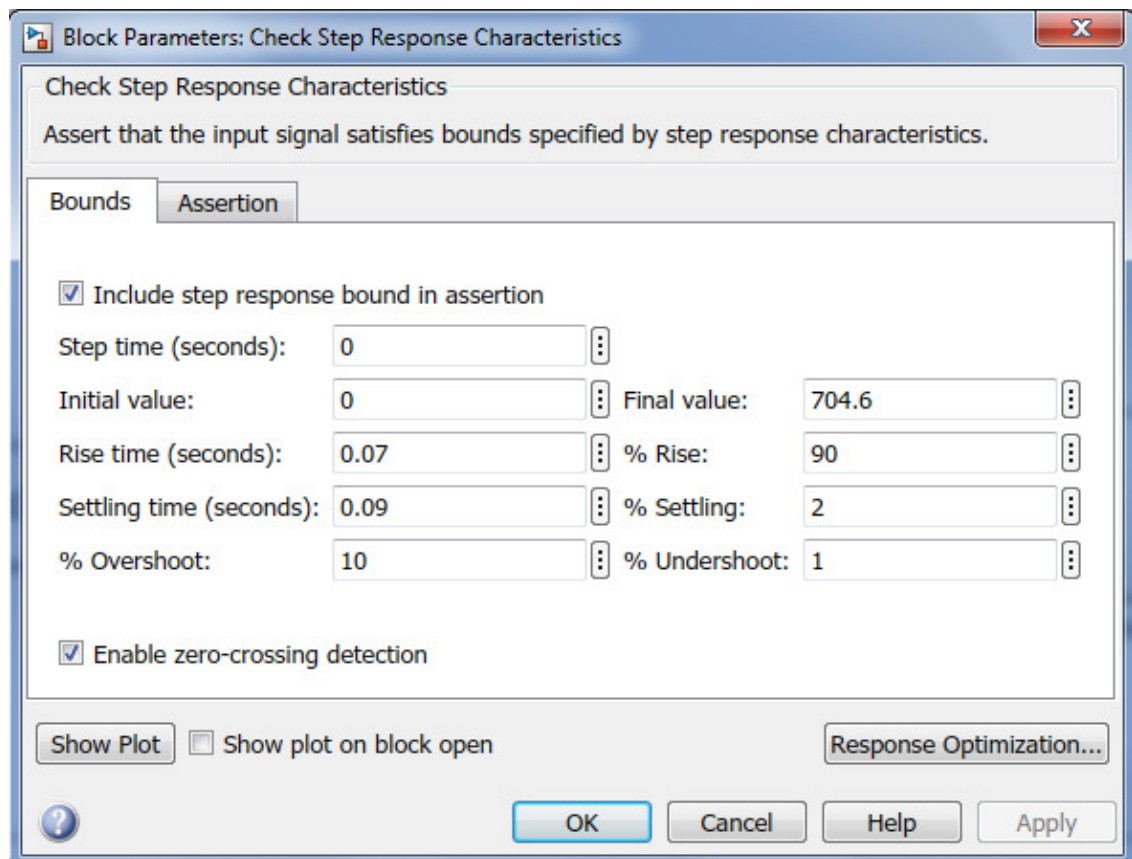 Block Parameters: Check Step Response Characteristics
Check Step Response Characteristics
Assert that the input signal satisfies bounds specified by step response characteristics.
Bounds Assertion
Include step response bound in assertion
Step time (seconds): 0
Initial value: 0 Final value: 704.6
Rise time (seconds): 0.07 % Rise: 90
Settling time (seconds): 0.09 % Settling: 2
% Overshoot: 10 % Undershoot: 1
Enable zero-crossing detection
Show Plot Show plot on block open Response Optimization...
? OK Cancel Help Apply